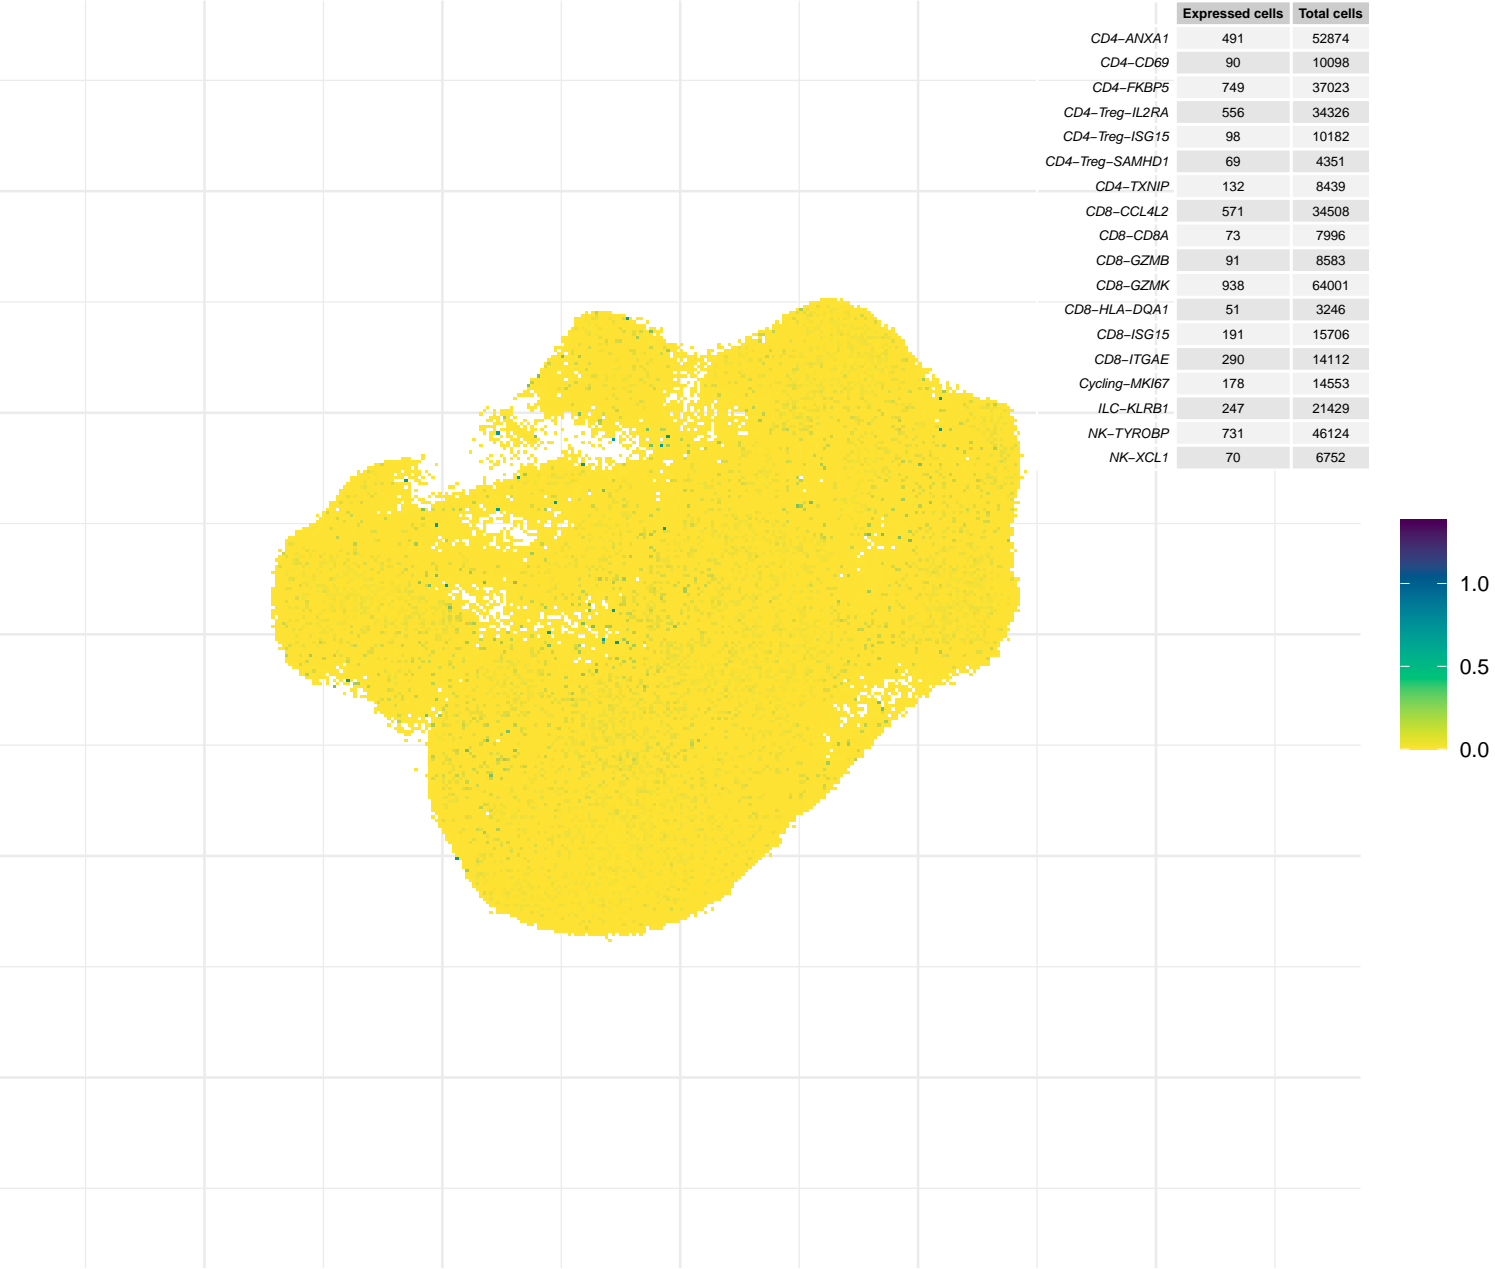 Expressed cells Total cells
CD4−ANXA1 491 52874
CD4−CD69 90 10098
CD4−FKBP5 749 37023
CD4−Treg−IL2RA 556 34326
CD4−Treg−ISG15 98 10182
CD4−Treg−SAMHD1 69 4351
CD4−TXNIP 132 8439
CD8−CCL4L2 571 34508
CD8−CD8A 73 7996
CD8−GZMB 91 8583
CD8−GZMK 938 64001
CD8−HLA−DQA1 51 3246
CD8−ISG15 191 15706
CD8−ITGAE 290 14112
Cycling−MKI67 178 14553
ILC−KLRB1 247 21429
NK−TYROBP 731 46124
NK−XCL1 70 6752
1.0
0.5
0.0